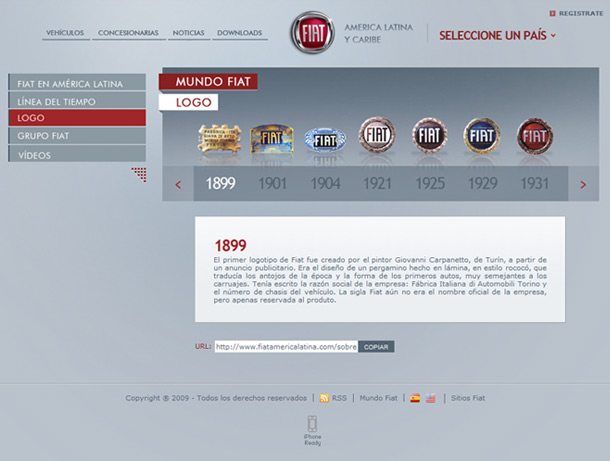 REGISTRATE
VEHÍCULOS CONCESIONARIAS NOTICIAS DOWNLOADS
FIAT
AMERICA LATINA
Y CARIBE
SELECCIONE UN PAÍS
FIAT EN AMÉRICA LATINA
LÍNEA DEL TIEMPO
LOGO
GRUPO FIAT
VÍDEOS
MUNDO FIAT
LOGO
FIAT FIAT FIAT FIAT FIAT FIAT
1899 1901 1904 1921 1925 1929 1931
1899
El primer logotipo de Fiat fue creado por el pintor Giovanni Carpanetto, de Turín, a partir de
un anuncio publicitario. Era el diseño de un pergamino hecho en lámina, en estilo rococó, que
traducía los antojos de la época y la forma de los primeros autos, muy semejantes a los
carruajes. Tenía escrito la razón social de la empresa: Fábrica Italiana di Automobili Torino y
el número de chasis del vehículo. La sigla Fiat aún no era el nombre oficial de la empresa,
pero apenas reservada al producto.
URL: http://www.fiatamericalatina.com/sobre COPIAR
Copyright ® 2009 - Todos los derechos reservados | RSS | Mundo Fiat | | Sitios Fiat
iPhone
Ready